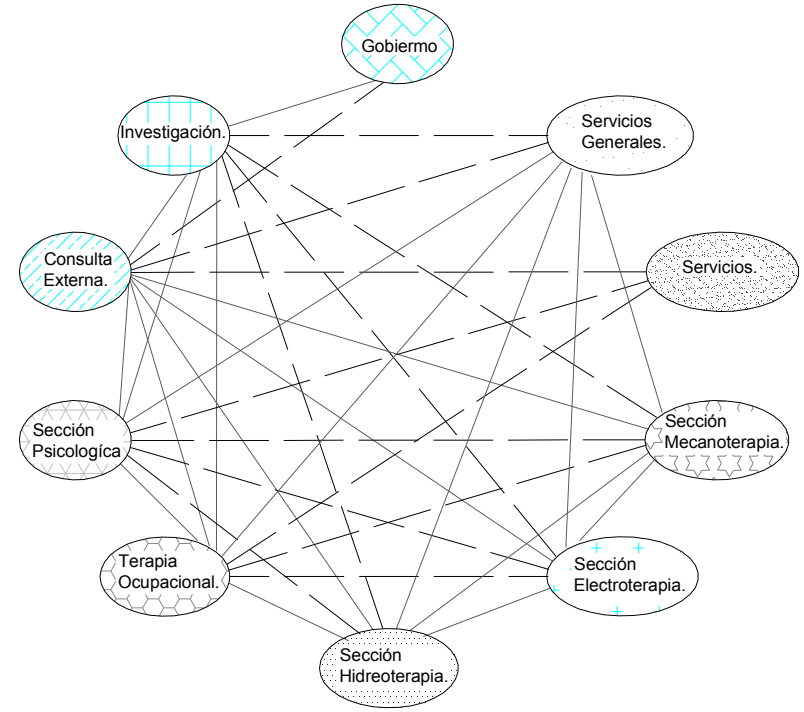 Gobiermo
Investigación.
Servicios
Generales.
Consulta
Externa.
Servicios.
Sección
Psicologíca
Sección
Mecanoterapia.
Terapia
Ocupacional.
Sección
Electroterapia.
Sección
Hidreoterapia.